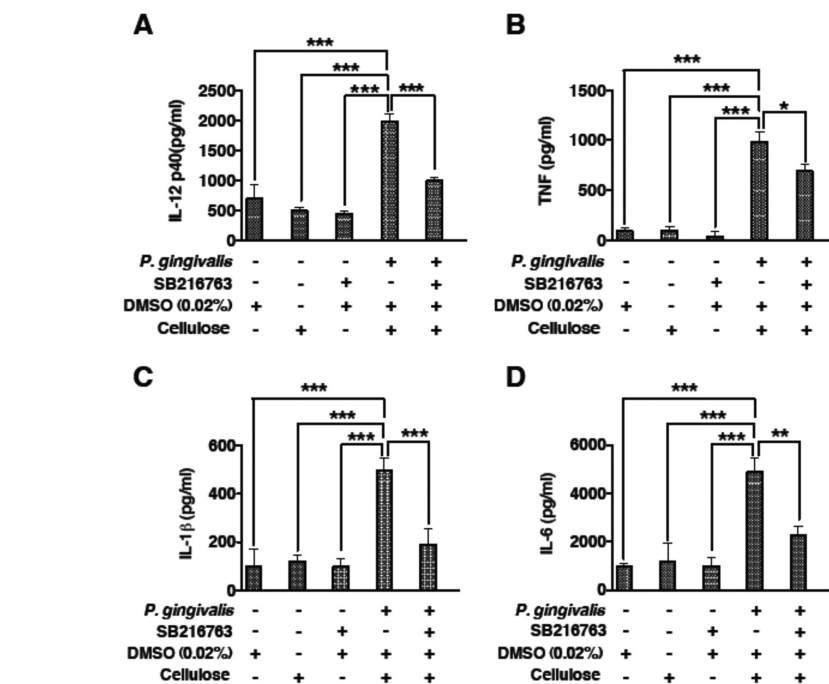 A
***
***
*** ***
2500
2000
1500
1000
500
0
IL-12 p40(pg/ml)
P. gingivalis - - - + +
SB216763 - - + - +
DMSO (0.02%) + - + + +
Cellulose - + - + +
B
***
***
*** *
1500
1000
500
0
TNF (pg/ml)
P. gingivalis - - - + +
SB216763 - - + - +
DMSO (0.02%) + - + + +
Cellulose - + - + +
C
***
***
*** ***
600
400
200
0
IL-1β (pg/ml)
P. gingivalis - - - + +
SB216763 - - + - +
DMSO (0.02%) + - + + +
Cellulose - + - + +
D
***
***
*** **
6000
4000
2000
0
IL-6 (pg/ml)
P. gingivalis - - - + +
SB216763 - - + - +
DMSO (0.02%) + - + + +
Cellulose - + - + +